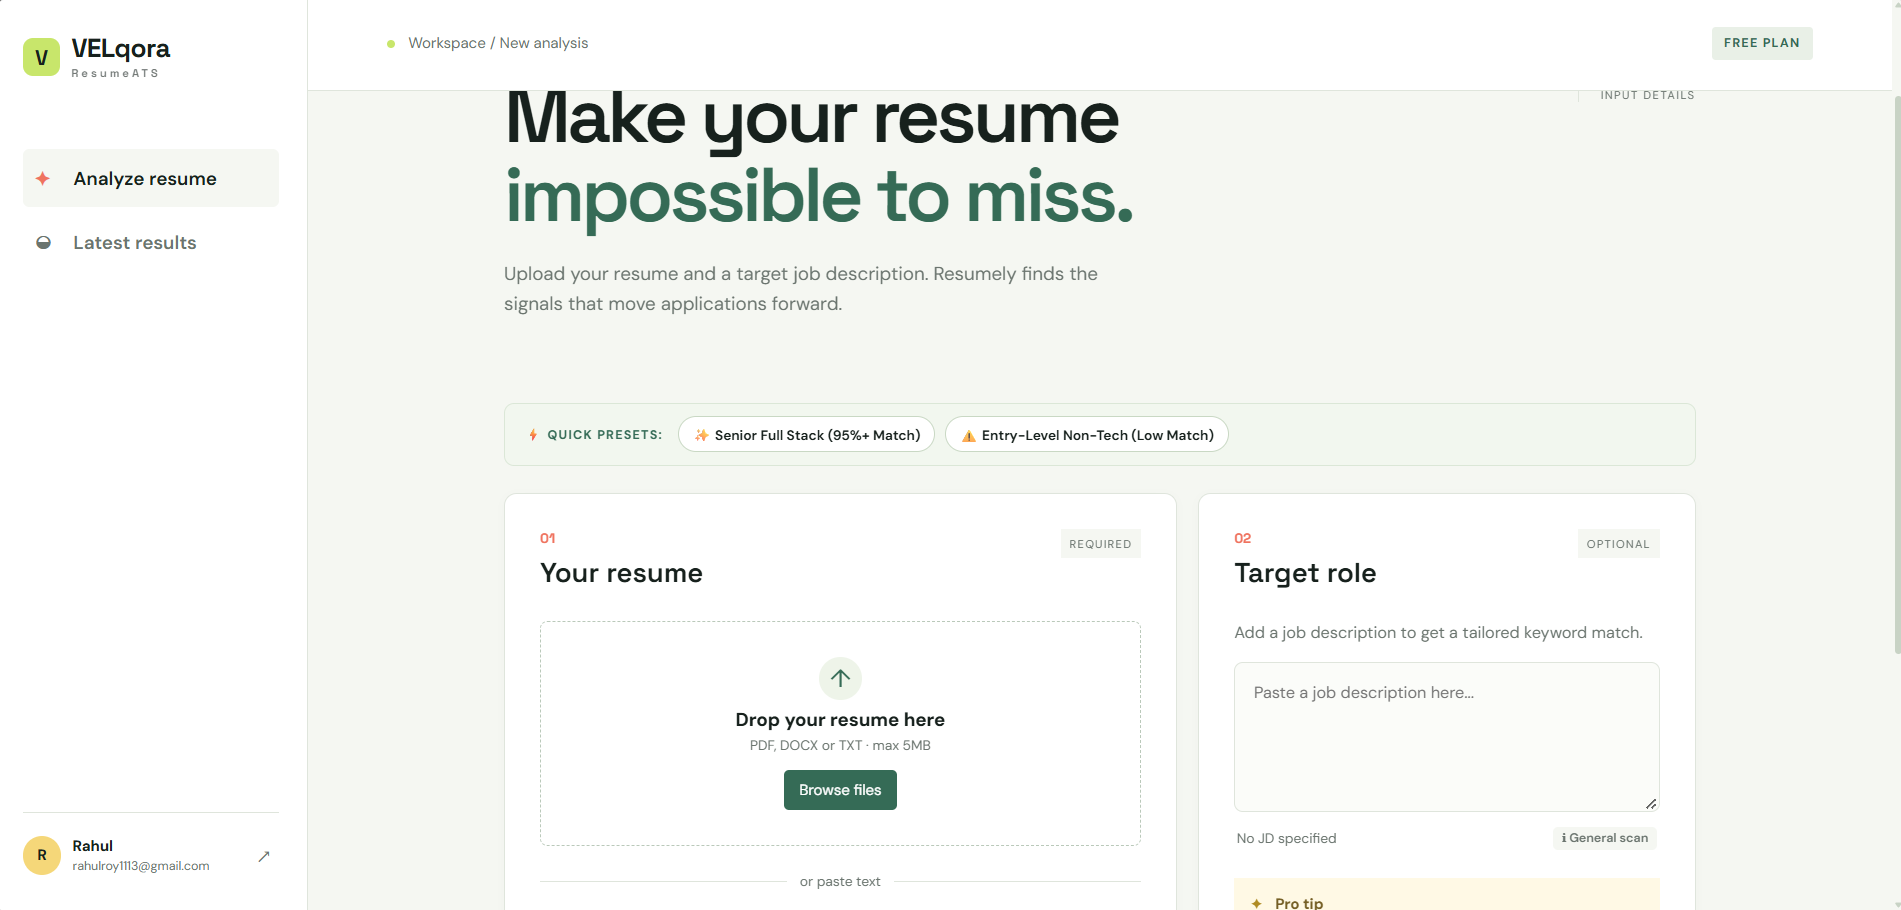 V
VELqora
ResumeATS
Workspace / New analysis
FREE PLAN
Analyze resume
Latest results
Make your resume
impossible to miss.
INPUT DETAILS
Upload your resume and a target job description. Resumely finds the
signals that move applications forward.
QUICK PRESETS:
Senior Full Stack (95%+ Match)
Entry-Level Non-Tech (Low Match)
01
REQUIRED
Your resume
Drop your resume here
PDF, DOCX or TXT · max 5MB
Browse files
or paste text
02
OPTIONAL
Target role
Add a job description to get a tailored keyword match.
Paste a job description here...
No JD specified
ℹ General scan
Pro tip
R
Rahul
rahulroy1113@gmail.com